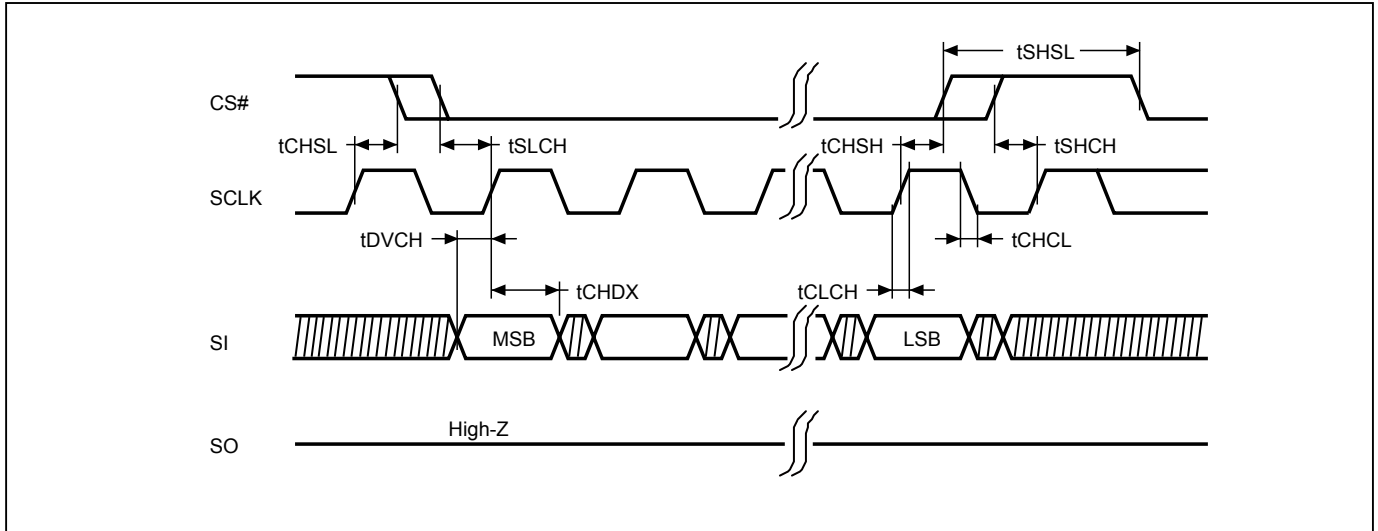 tSHSL
CS#
tCHSL
tSLCH
tCHSH
tSHCH
SCLK
tDVCH
tCHCL
tCHDX
tCLCH
SI
MSB
LSB
High-Z
SO